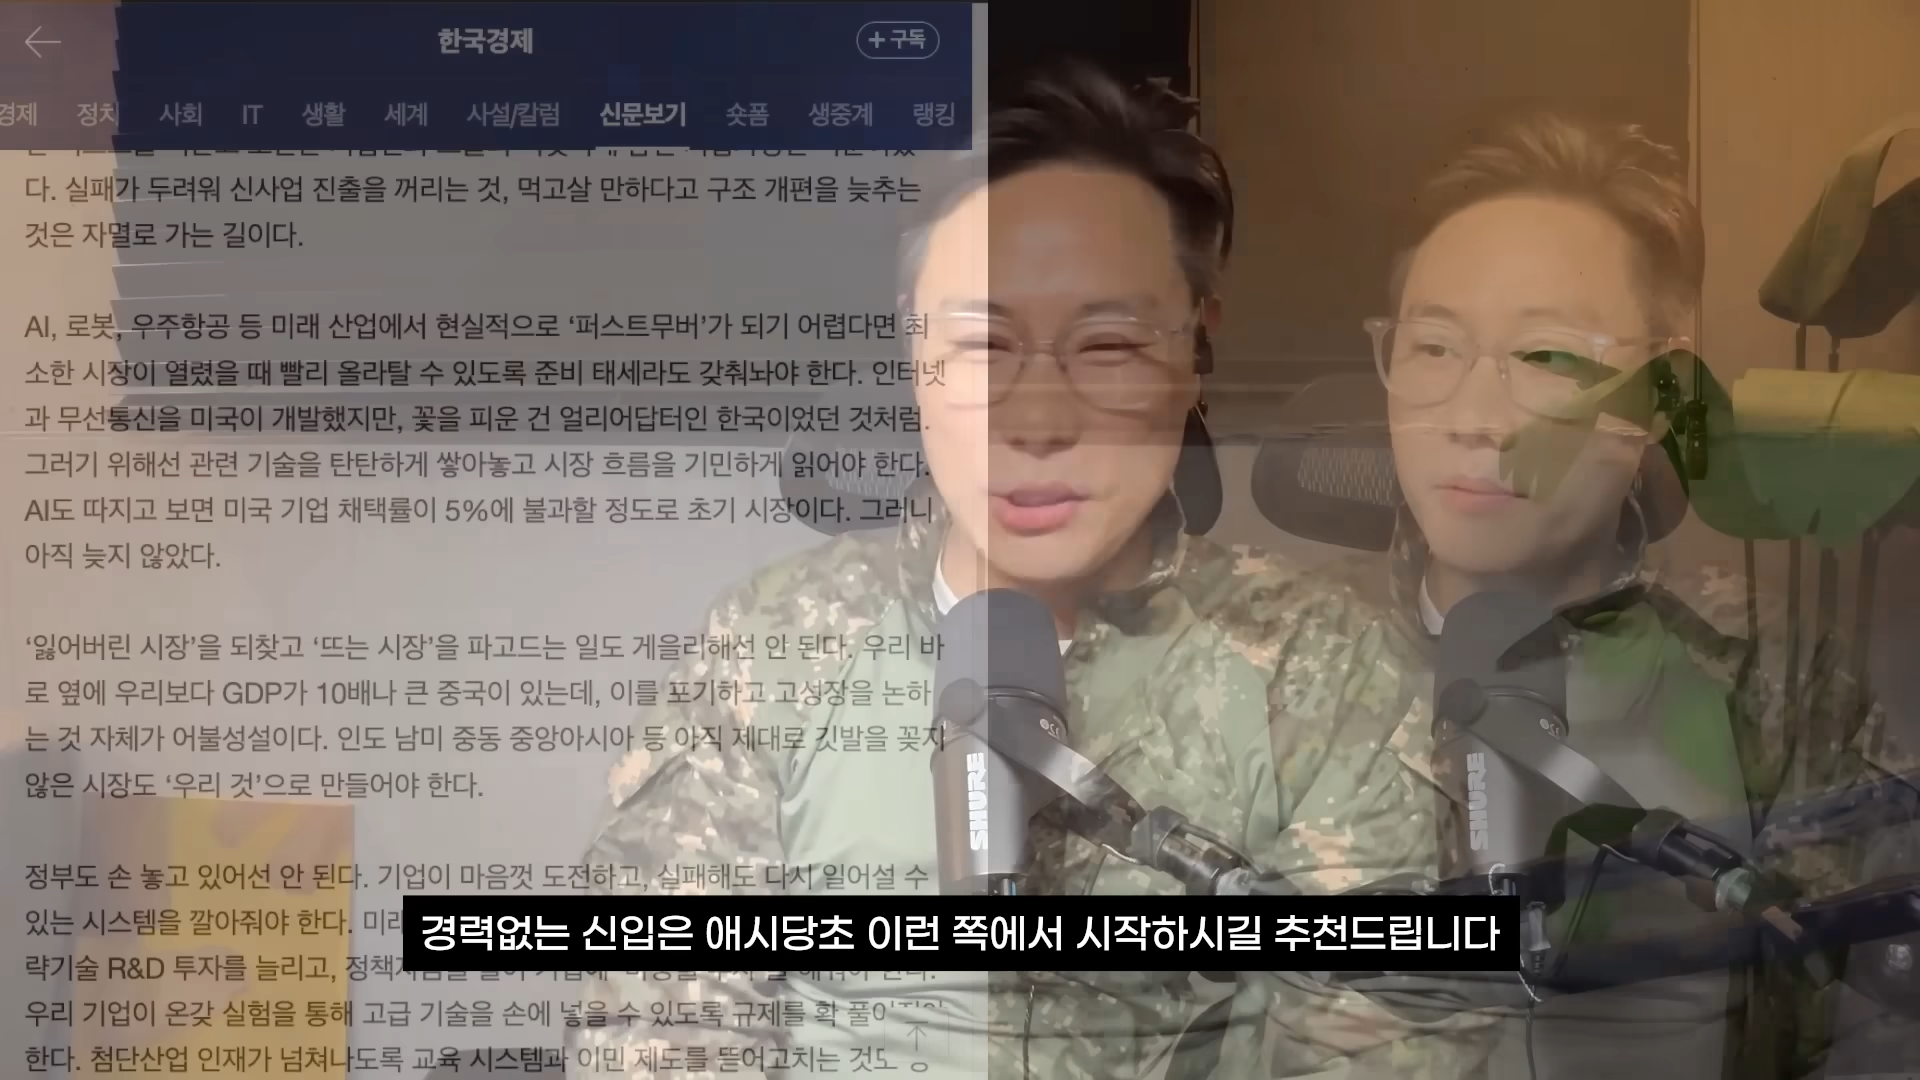 한국경제
+ 구독
경제 정치 사회 IT 생활 세계 사설/칼럼 신문보기 숏폼 생중계 랭킹
다. 실패가 두려워 신사업 진출을 꺼리는 것, 먹고살 만하다고 구조 개편을 늦추는
것은 자멸로 가는 길이다.
AI, 로봇, 우주항공 등 미래 산업에서 현실적으로 ‘퍼스트무버’가 되기 어렵다면 최
소한 시장이 열렸을 때 빨리 올라탈 수 있도록 준비 태세라도 갖춰놔야 한다. 인터넷
과 무선통신을 미국이 개발했지만, 꽃을 피운 건 얼리어답터인 한국이었던 것처럼.
그러기 위해선 관련 기술을 탄탄하게 쌓아놓고 시장 흐름을 기민하게 읽어야 한다.
AI도 따지고 보면 미국 기업 채택률이 5%에 불과할 정도로 초기 시장이다. 그러니
아직 늦지 않았다.
‘잃어버린 시장’을 되찾고 ‘뜨는 시장’을 파고드는 일도 게을리해선 안 된다. 우리 바
로 옆에 우리보다 GDP가 10배나 큰 중국이 있는데, 이를 포기하고 고성장을 논하
는 것 자체가 어불성설이다. 인도 남미 중동 중앙아시아 등 아직 제대로 깃발을 꽂지
않은 시장도 ‘우리 것’으로 만들어야 한다.
정부도 손 놓고 있어선 안 된다. 기업이 마음껏 도전하고, 실패해도 다시 일어설 수
있는 시스템을 깔아줘야 한다.
략기술 R&D 투자를 늘리고,
우리 기업이 온갖 실험을 통해 고급 기술을 손에 넣을 수 있도록 규제를 확
한다. 첨단산업 인재가 넘쳐나도록 교육 시스템과 이민 제도를 뜯어고치는 것도
SHURE
SHURE
경력없는 신입은 애시당초 이런 쪽에서 시작하시길 추천드립니다